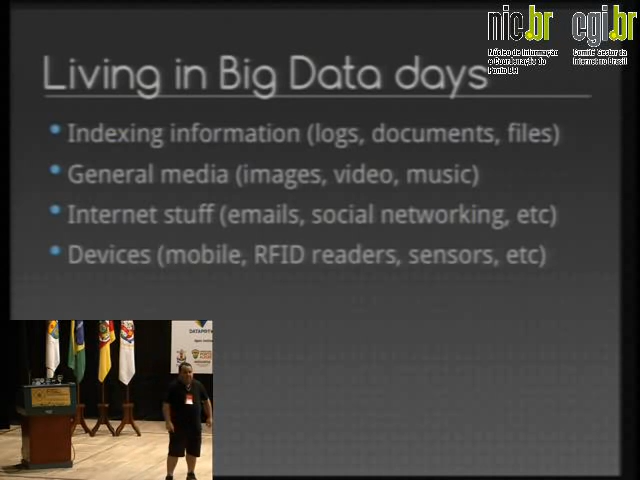 nic.br cgi.br
Núcleo de Informação
e Coordenação do
Ponto BR
Comitê Gestor da
Internet no Brasil
Living in Big Data days
Indexing information (logs, documents, files)
General media (images, video, music)
Internet stuff (emails, social networking, etc)
Devices (mobile, RFID readers, sensors, etc)